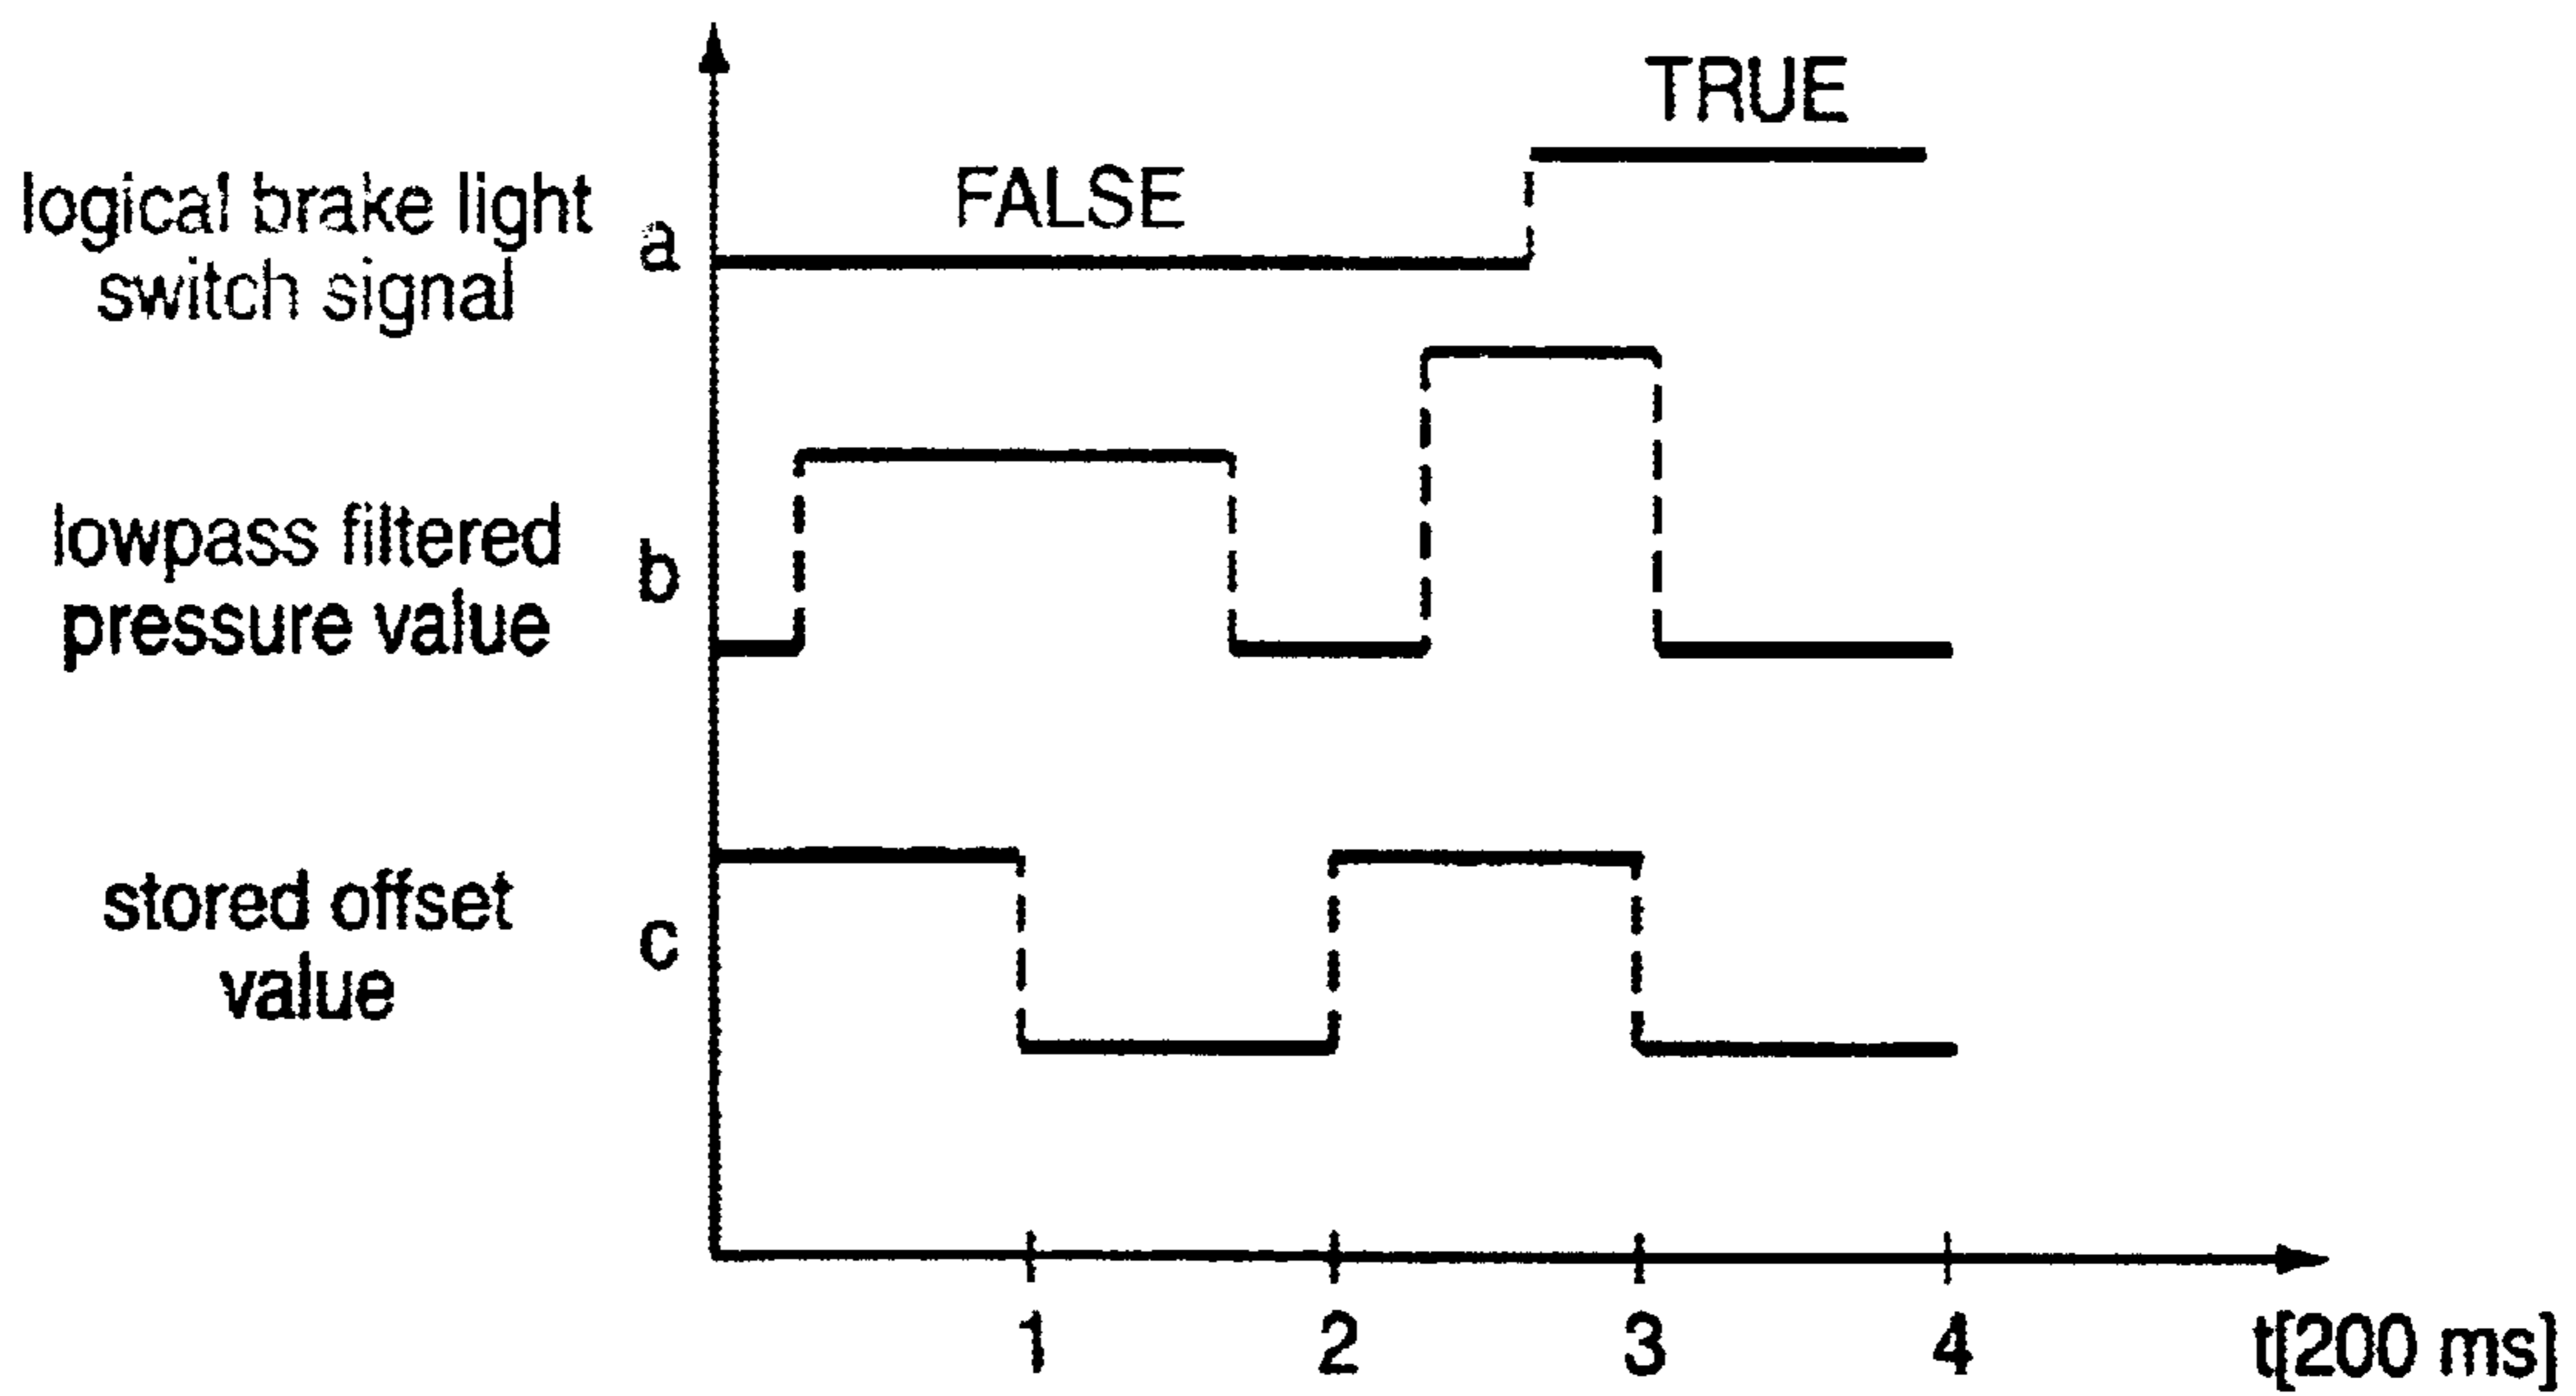 TRUE
FALSE
logical brake light
switch signal
a
lowpass filtered
pressure value
b
stored offset
value
c
1
2
3
4
t[200 ms]